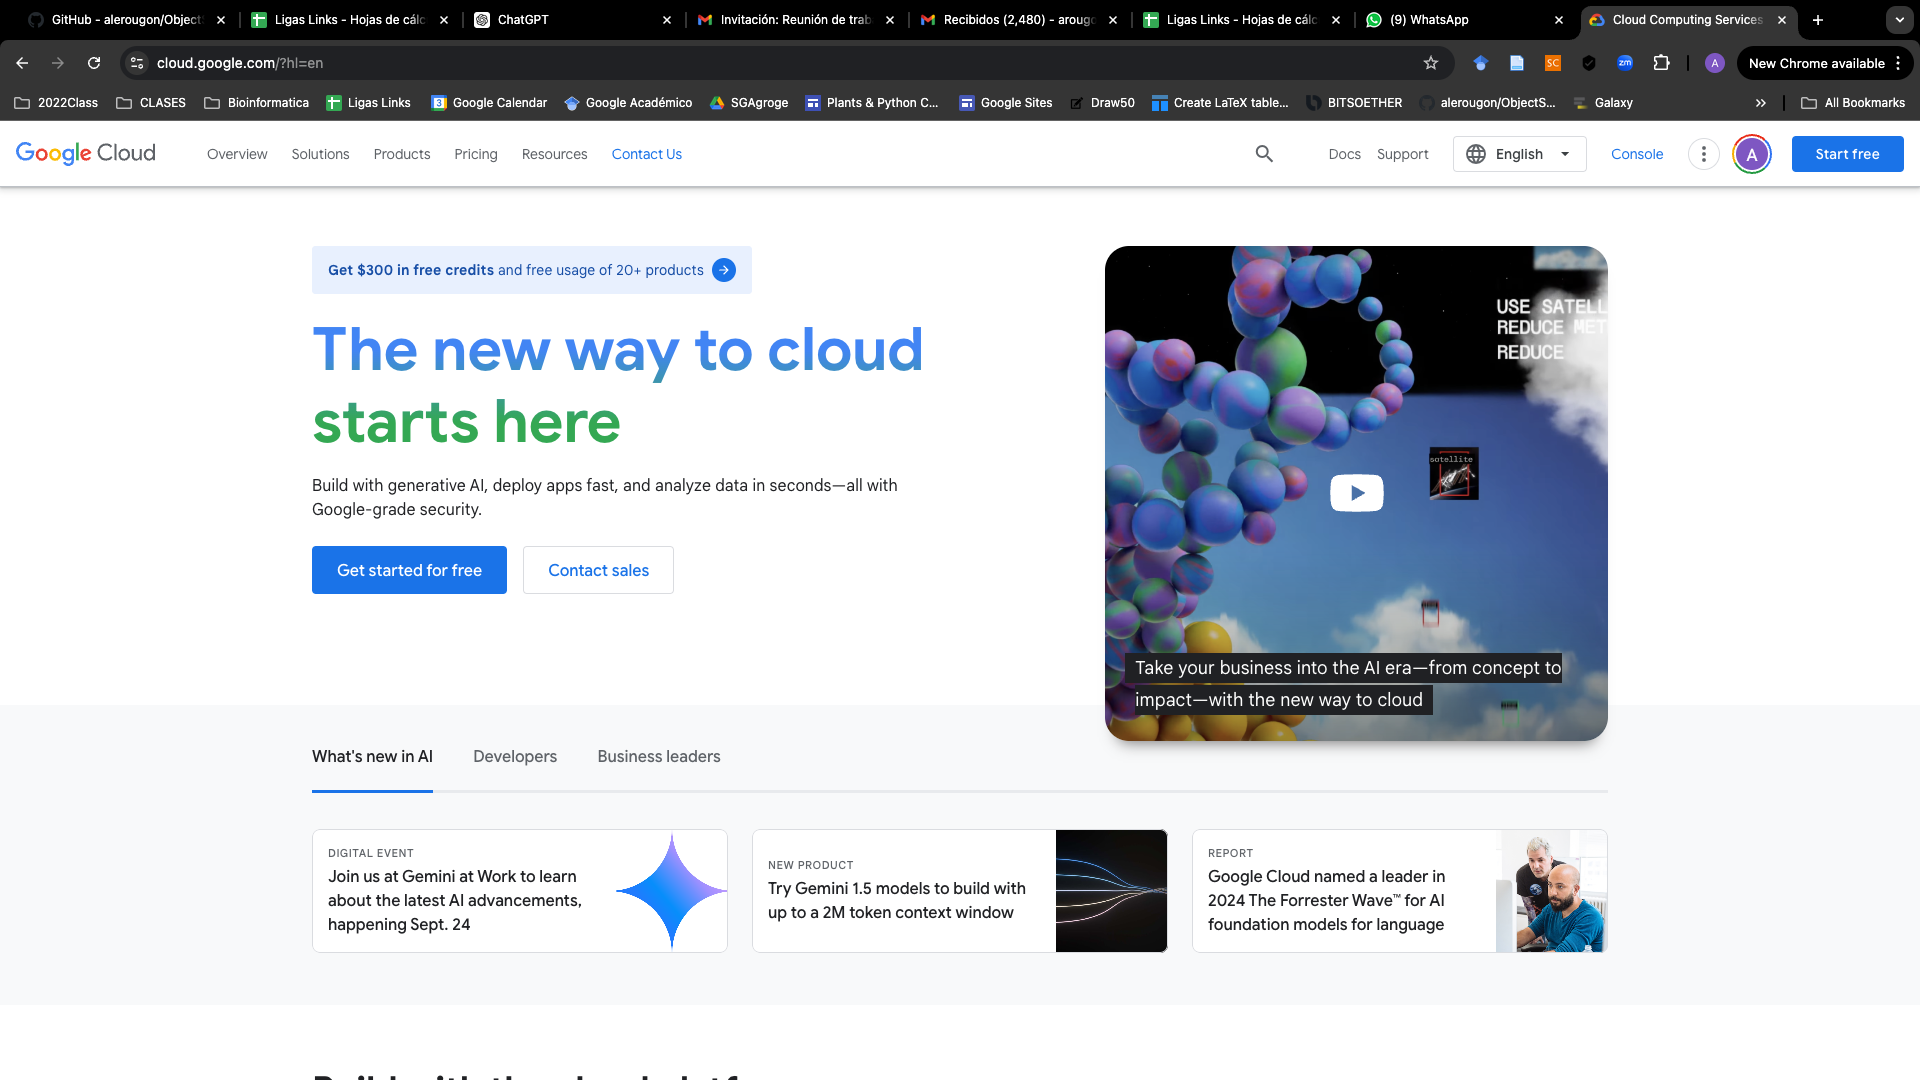 GitHub - alerougon/Object
Ligas Links - Hojas de cálc
ChatGPT
Invitación: Reunión de trab
Recibidos (2,480) - arougo
Ligas Links - Hojas de cálc
(9) WhatsApp
Cloud Computing Services
cloud.google.com/?hl=en
SC
zm
A
New Chrome available
2022Class
CLASES
Bioinformatica
Ligas Links
Google Calendar
Google Académico
SGAgroge
Plants & Python C...
Google Sites
Draw50
Create LaTeX table...
BITSOETHER
alerougon/ObjectS...
Galaxy
All Bookmarks
Google Cloud
Overview
Solutions
Products
Pricing
Resources
Contact Us
Docs
Support
English
Console
A
Start free
Get $300 in free credits and free usage of 20+ products
The new way to cloud
starts here
Build with generative AI, deploy apps fast, and analyze data in seconds—all with
Google-grade security.
Get started for free
Contact sales
USE SATELL
REDUCE MET
REDUCE
satellite
Take your business into the AI era—from concept to
impact—with the new way to cloud
What's new in AI
Developers
Business leaders
DIGITAL EVENT
Join us at Gemini at Work to learn
about the latest AI advancements,
happening Sept. 24
NEW PRODUCT
Try Gemini 1.5 models to build with
up to a 2M token context window
REPORT
Google Cloud named a leader in
2024 The Forrester Wave™ for AI
foundation models for language